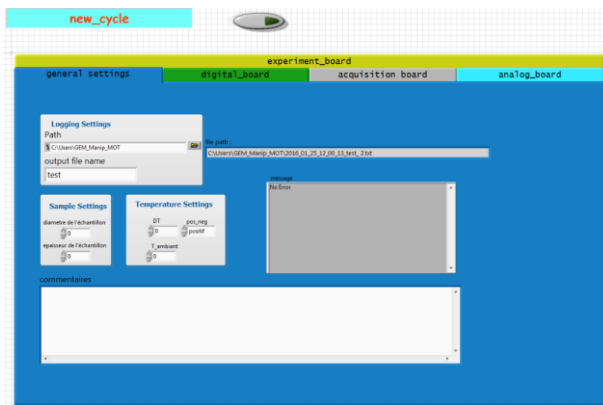 new_cycle
experiment_board
general settings
digital_board
acquisition board
analog_board
Logging Settings
Path
C:\Users\GEM_Manip_MOT
output file name
test
file path :
C:\Users\GEM_Manip_MOT\2016_01_25_12_00_13_test_ 2.txt
Sample Settings
diametre de l'échantillon
0
epaisseur de l'échantillon
0
Temperature Settings
DT
pos_neg
0
positif
T_ambiant
0
message
No Error
commentaires